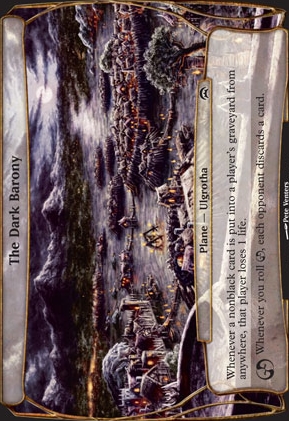 The Dark Barony
Plane — Ulgrotha
Whenever a nonblack card is put into a player's graveyard from
anywhere, that player loses 1 life.
Whenever you roll , each opponent discards a card.
Pete Venters